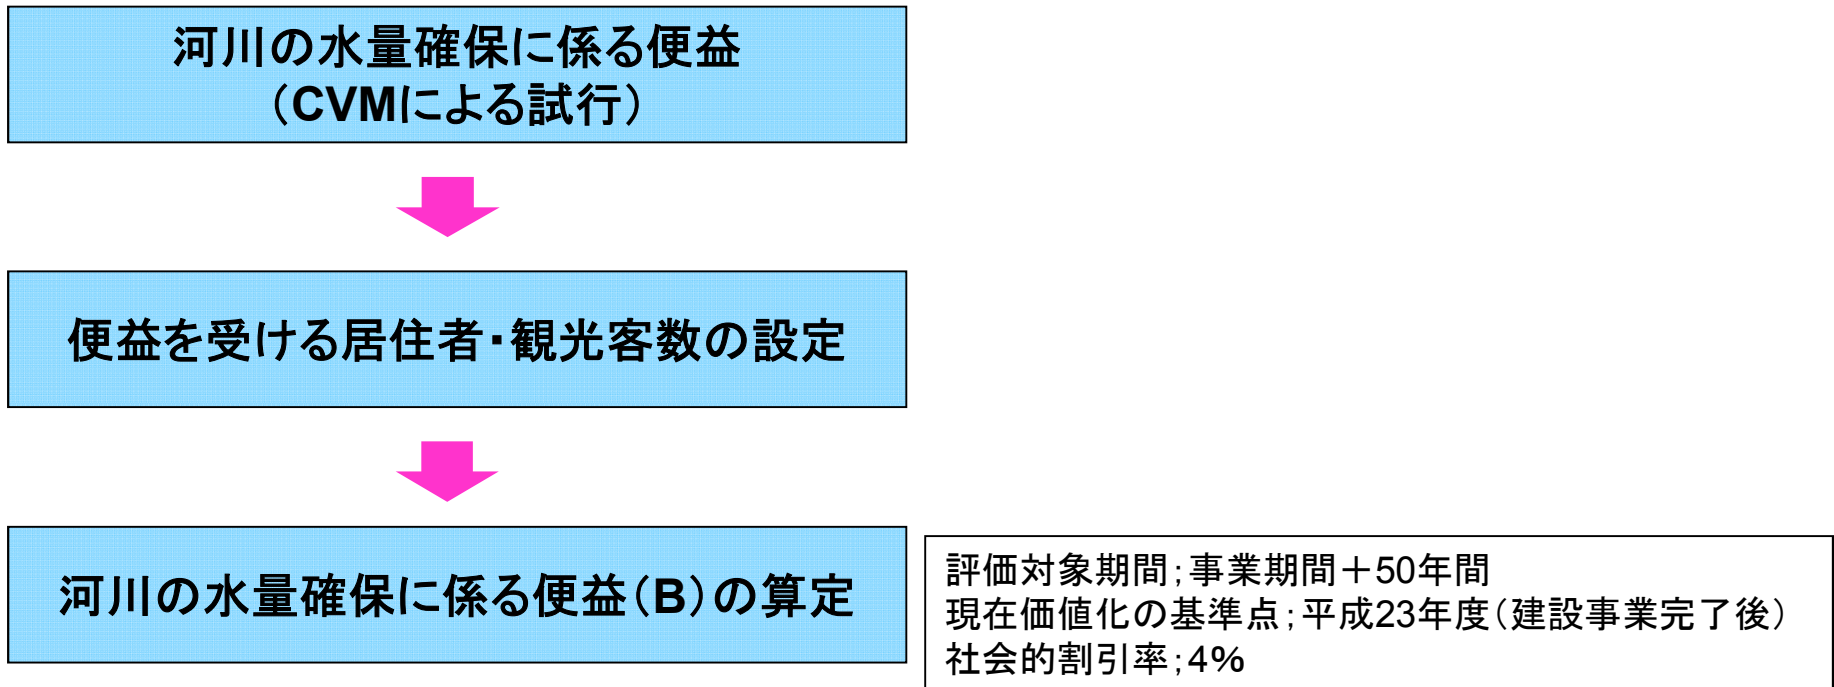 河川の水量確保に係る便益
（CVMによる試行）
便益を受ける居住者・観光客数の設定
河川の水量確保に係る便益（B）の算定
評価対象期間；事業期間＋50年間
現在価値化の基準点；平成23年度（建設事業完了後）
社会的割引率；4%